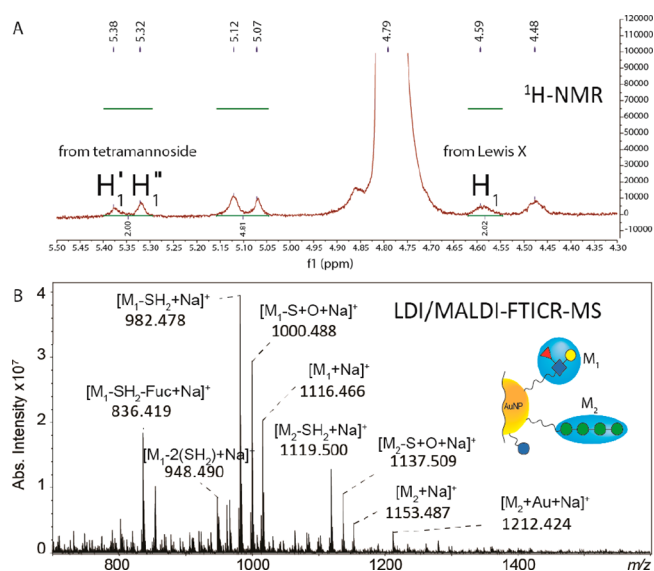 A
5.38
5.32
5.12
5.07
4.79
4.59
4.48
120000
110000
100000
90000
80000
70000
60000
50000
40000
30000
20000
10000
0
-10000
¹H-NMR
from tetramannoside
from Lewis X
H₁' H₁"
H₁
2.00
4.81
2.02
5.50 5.45 5.40 5.35 5.30 5.25 5.20 5.15 5.10 5.05 5.00 4.95 4.90 4.85 4.80 4.75 4.70 4.65 4.60 4.55 4.50 4.45 4.40 4.35 4.30
f1 (ppm)
B
Abs. Intensity x10⁷
4
3
2
1
0
LDI/MALDI-FTICR-MS
[M₁-SH₂+Na]⁺
982.478
[M₁-S+O+Na]⁺
1000.488
[M₁+Na]⁺
1116.466
[M₁-SH₂-Fuc+Na]⁺
836.419
[M₂-SH₂+Na]⁺
1119.500
[M₁-2(SH₂)+Na]⁺
948.490
[M₂-S+O+Na]⁺
1137.509
[M₂+Na]⁺
1153.487
[M₂+Au+Na]⁺
1212.424
M₁
AuNP
M₂
800 1000 1200 1400 m/z